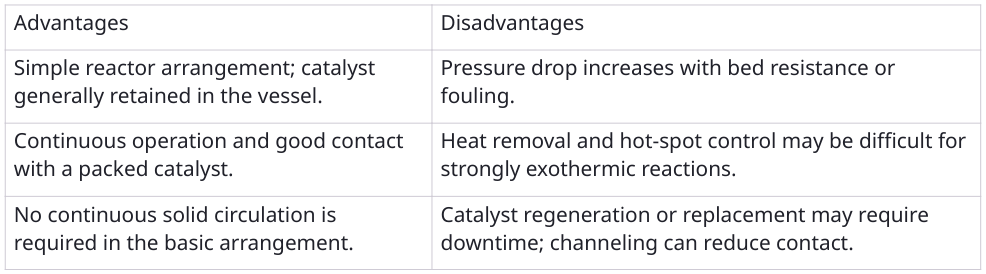 Advantages
Disadvantages
Simple reactor arrangement; catalyst
generally retained in the vessel.
Pressure drop increases with bed resistance or
fouling.
Continuous operation and good contact
with a packed catalyst.
Heat removal and hot-spot control may be difficult for
strongly exothermic reactions.
No continuous solid circulation is
required in the basic arrangement.
Catalyst regeneration or replacement may require
downtime; channeling can reduce contact.